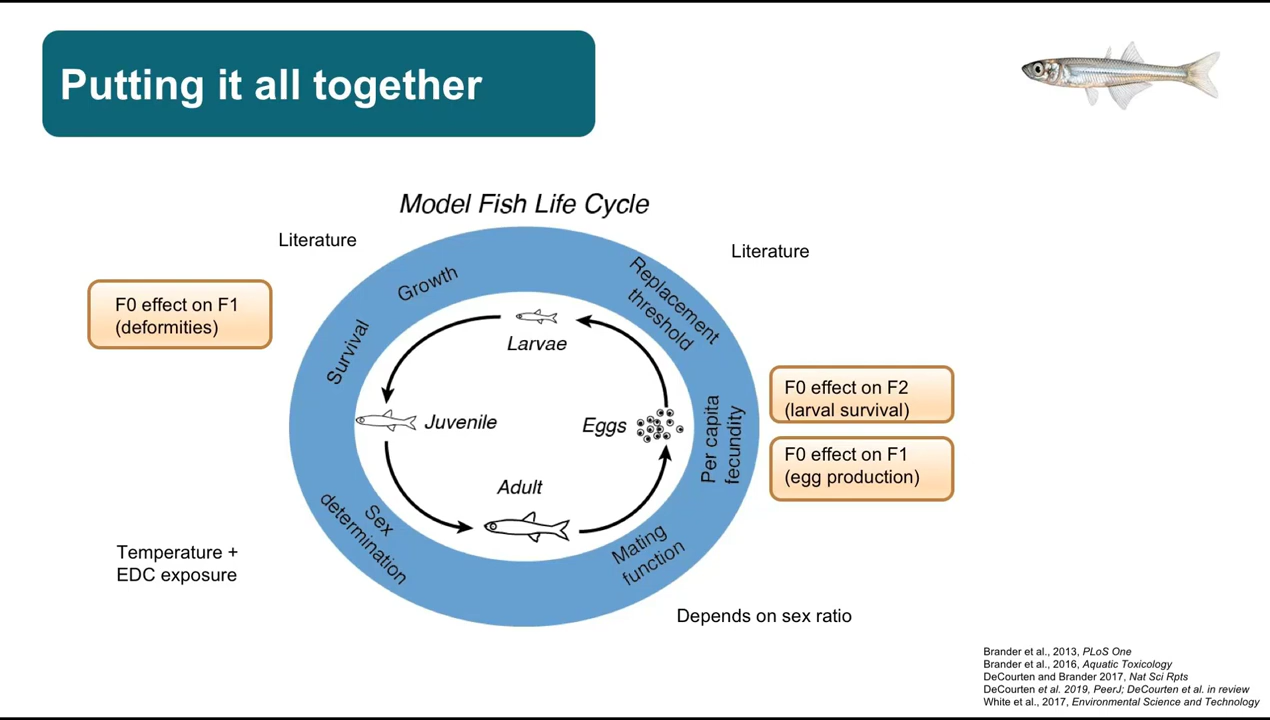 Putting it all together
Model Fish Life Cycle
Literature
Literature
Growth
Replacement
threshold
F0 effect on F1
(deformities)
Survival
Larvae
F0 effect on F2
(larval survival)
Juvenile
Eggs
Per capita
fecundity
F0 effect on F1
(egg production)
Adult
Sex
determination
Mating
function
Temperature +
EDC exposure
Depends on sex ratio
Brander et al., 2013, PLoS One
Brander et al., 2016, Aquatic Toxicology
DeCourten and Brander 2017, Nat Sci Rpts
DeCourten et al. 2019, PeerJ; DeCourten et al. in review
White et al., 2017, Environmental Science and Technology